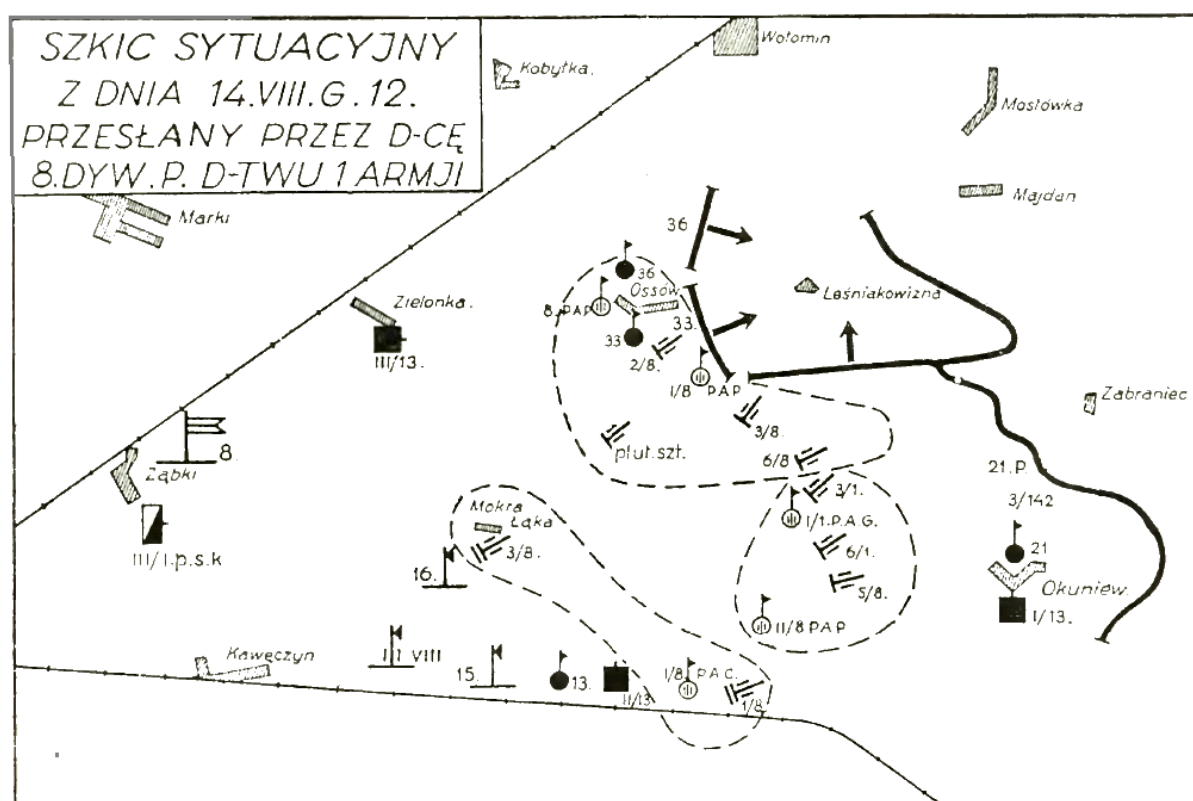 SZKIC SYTUACYJNY
Z DNIA 14.VIII.G.12.
PRZESŁANY PRZEZ D-CĘ
8.DYW.P. D-TWU 1 ARMJI
Wołomin
Kobyłka.
Mostówka
Majdan
Marki
36
36
Ossów
Leśniakowizna
8.PAP
Zielonka.
33.
33
2/8.
III/13.
1/8 PAP
Zabraniec
3/8.
8.
plut.szt.
6/8
Ząbki
21.P.
3/1.
3/142
Mokra
Łąka
I/1.P.A.G.
III/I.p.s.k
3/8.
6/1.
21
16.
5/8.
Okuniew.
I/13.
II/8 PAP
Kawęczyn
VIII
15.
13.
II/13
1/8. P.A.C.
1/8